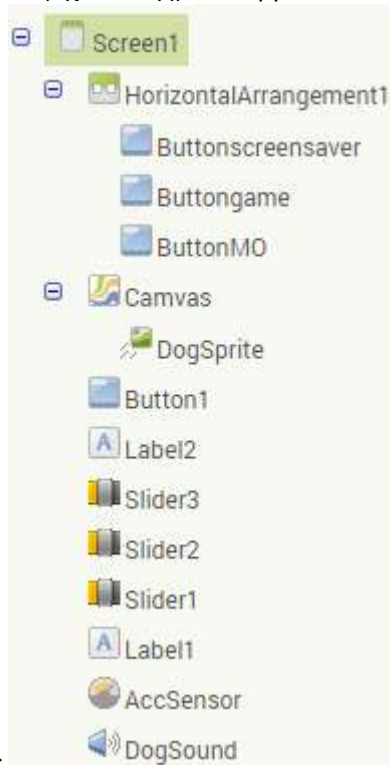 Screen1
HorizontalArrangement1
Buttonscreensaver
Buttongame
ButtonMO
Camvas
DogSprite
Button1
A Label2
Slider3
Slider2
Slider1
A Label1
AccSensor
DogSound